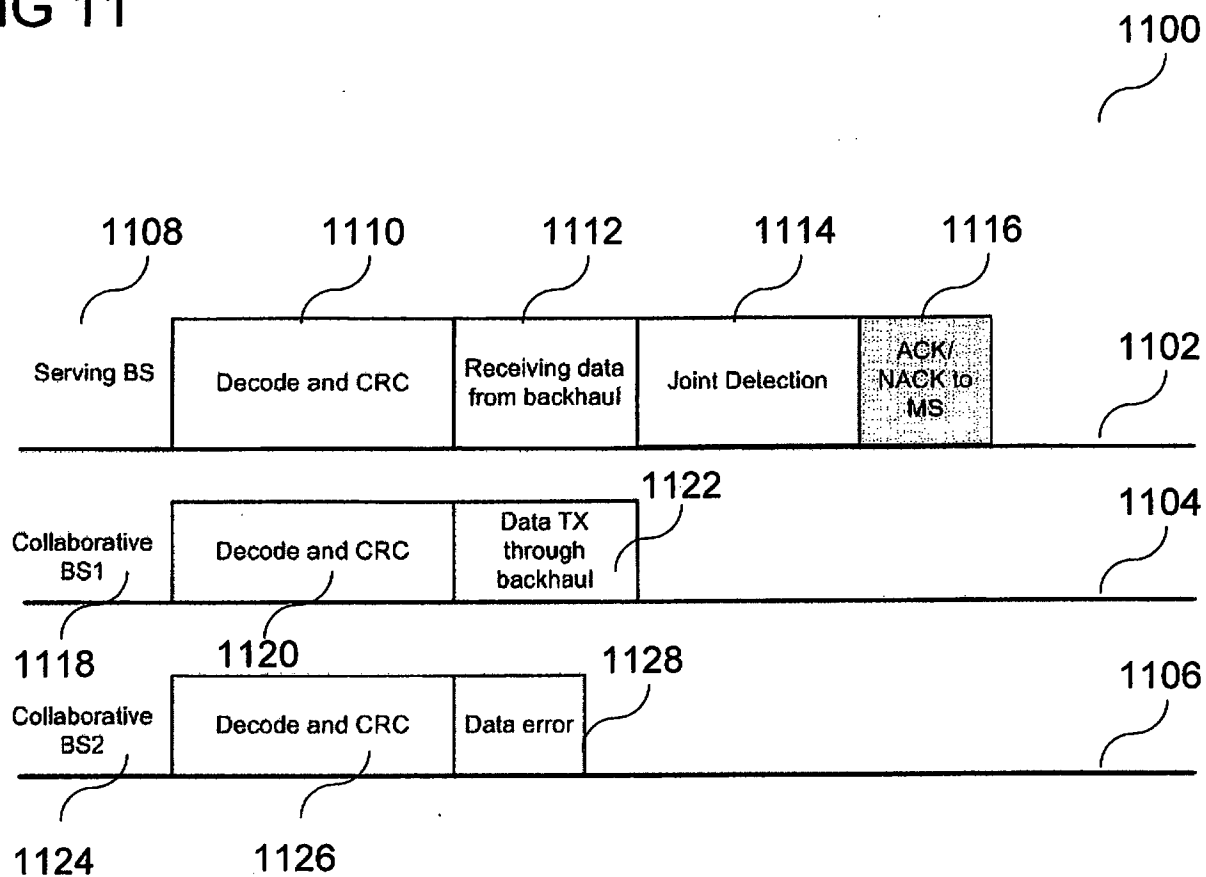 IG 11
1100
1108
1110
1112
1114
1116
Serving BS
Decode and CRC
Receiving data
from backhaul
Joint Detection
ACK/
NACK to
MS
1102
1122
Collaborative
BS1
Decode and CRC
Data TX
through
backhaul
1104
1118
1120
1128
Collaborative
BS2
Decode and CRC
Data error
1106
1124
1126